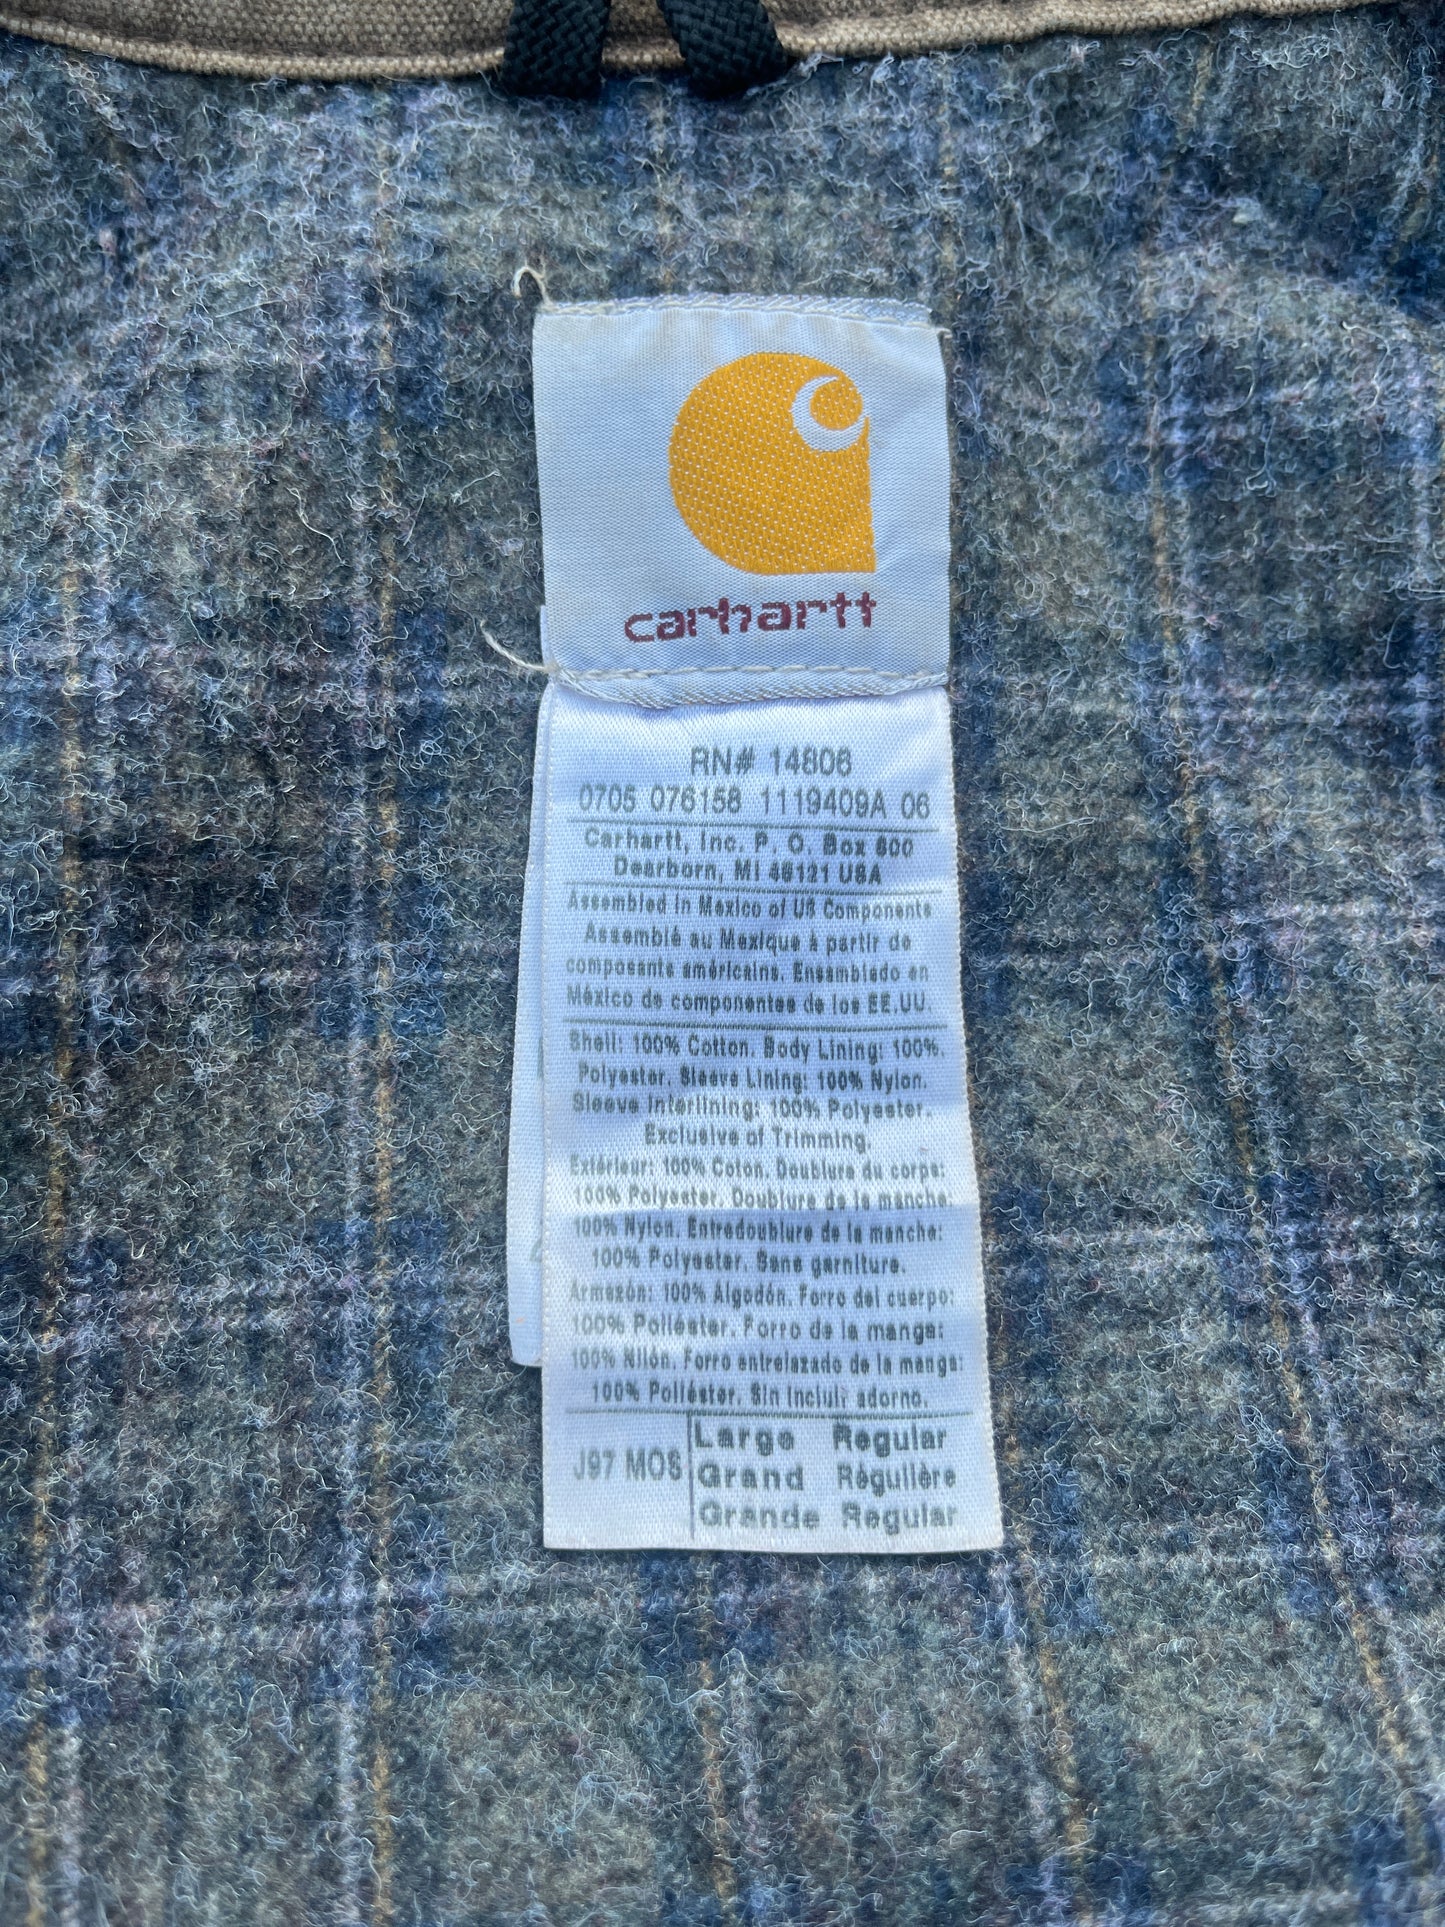 carhartt
RN# 14806
0705 076158 1119409A 06
Carhartt, Inc. P. O. Box 600
Dearborn, MI 48121 USA
Assembled in Mexico of US Components
Assemblé au Mexique à partir de
composants américains. Ensamblado en
México de componentes de los EE.UU.
Shell: 100% Cotton. Body Lining: 100%.
Polyester. Sleeve Lining: 100% Nylon.
Sleeve Interlining: 100% Polyester.
Exclusive of Trimming.
Extérieur: 100% Coton. Doublure du corps:
100% Polyester. Doublure de la manche:
100% Nylon. Entredoublure de la manche:
100% Polyester. Sans garniture.
Armazón: 100% Algodón. Forro del cuerpo:
100% Poliéster. Forro de la manga:
100% Nilón. Forro entrelazado de la manga:
100% Poliéster. Sin incluir adorno.
J97 MOS
Large Regular
Grand Régulière
Grande Regular